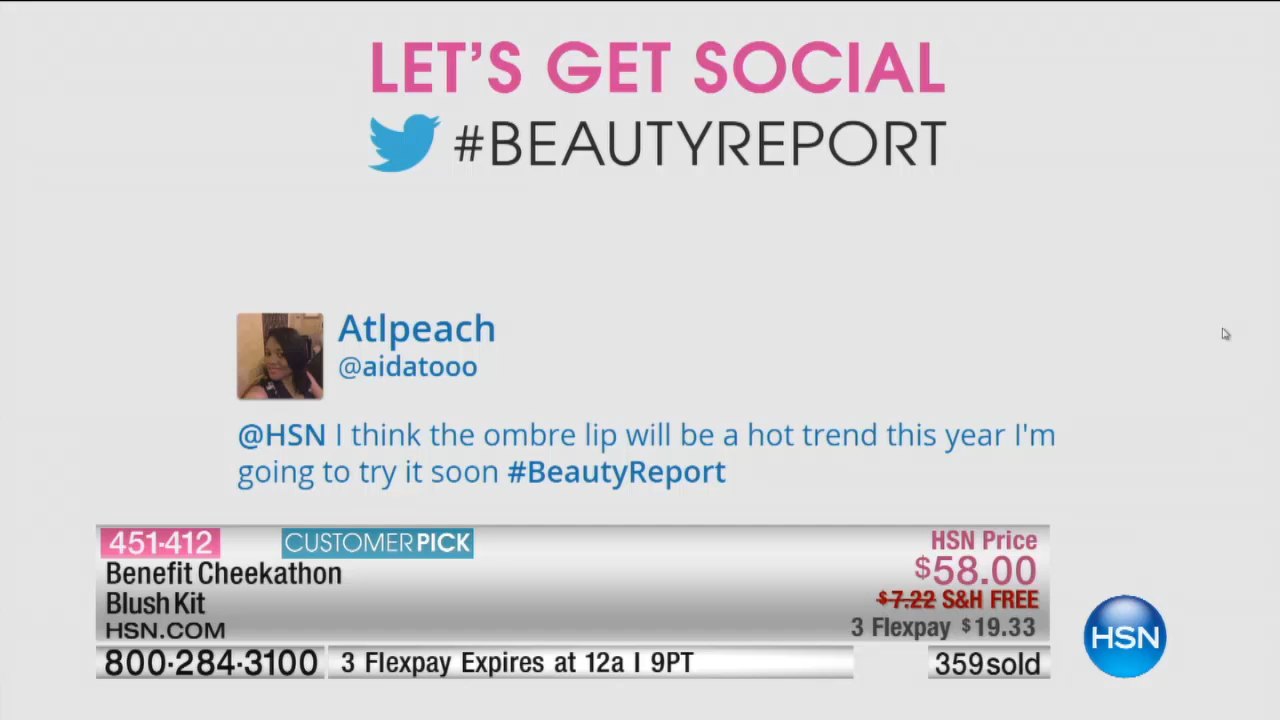 LET'S GET SOCIAL
#BEAUTYREPORT
Atlpeach
@aidatooo
@HSN I think the ombre lip will be a hot trend this year I'm
going to try it soon #BeautyReport
451-412 CUSTOMERPICK
Benefit Cheekathon
Blush Kit
HSN.COM
HSN Price
$58.00
$7.22 S&H FREE
3 Flexpay $19.33
800·284·3100 3 Flexpay Expires at 12a I 9PT 359 sold
HSN